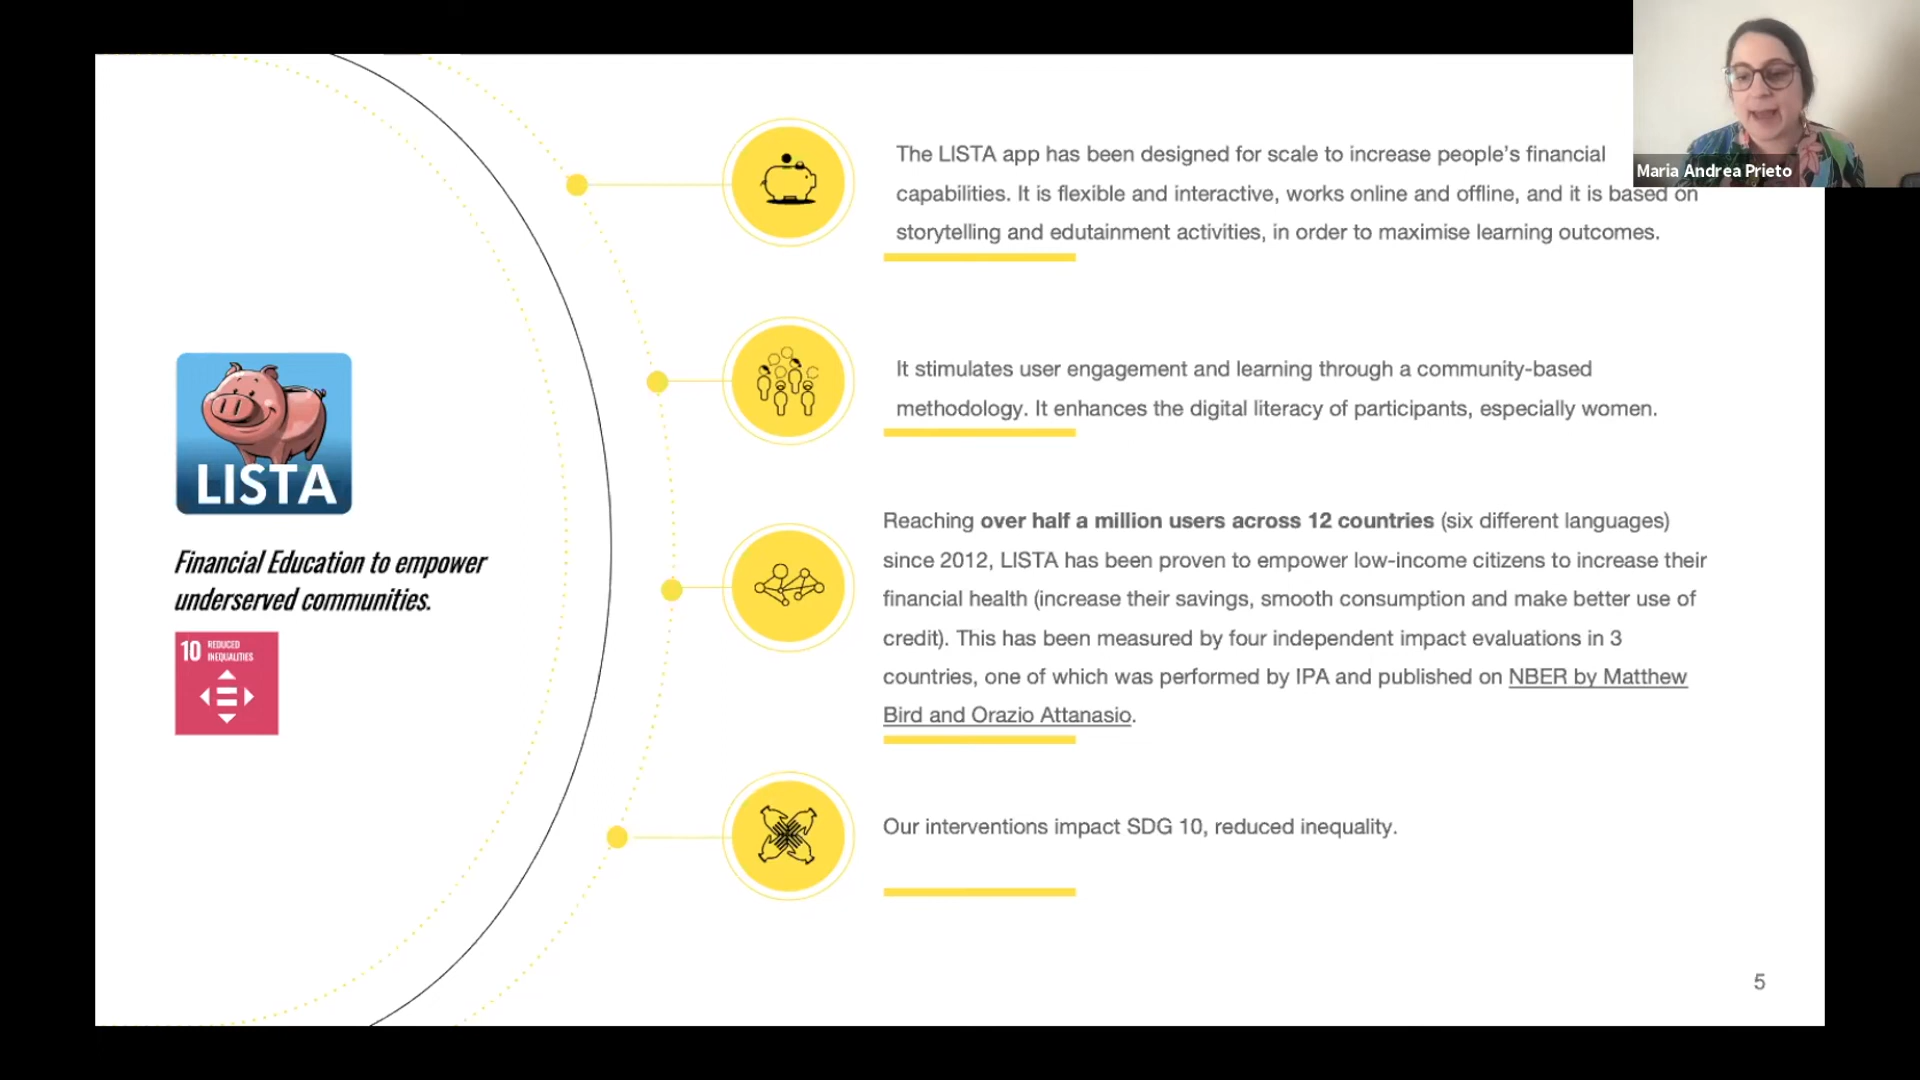 The LISTA app has been designed for scale to increase people's financial
capabilities. It is flexible and interactive, works online and offline, and it is based on
storytelling and edutainment activities, in order to maximise learning outcomes.
Maria Andrea Prieto
It stimulates user engagement and learning through a community-based
methodology. It enhances the digital literacy of participants, especially women.
LISTA
Financial Education to empower
underserved communities.
10 REDUCED
INEQUALITIES
Reaching over half a million users across 12 countries (six different languages)
since 2012, LISTA has been proven to empower low-income citizens to increase their
financial health (increase their savings, smooth consumption and make better use of
credit). This has been measured by four independent impact evaluations in 3
countries, one of which was performed by IPA and published on NBER by Matthew
Bird and Orazio Attanasio.
Our interventions impact SDG 10, reduced inequality.
5